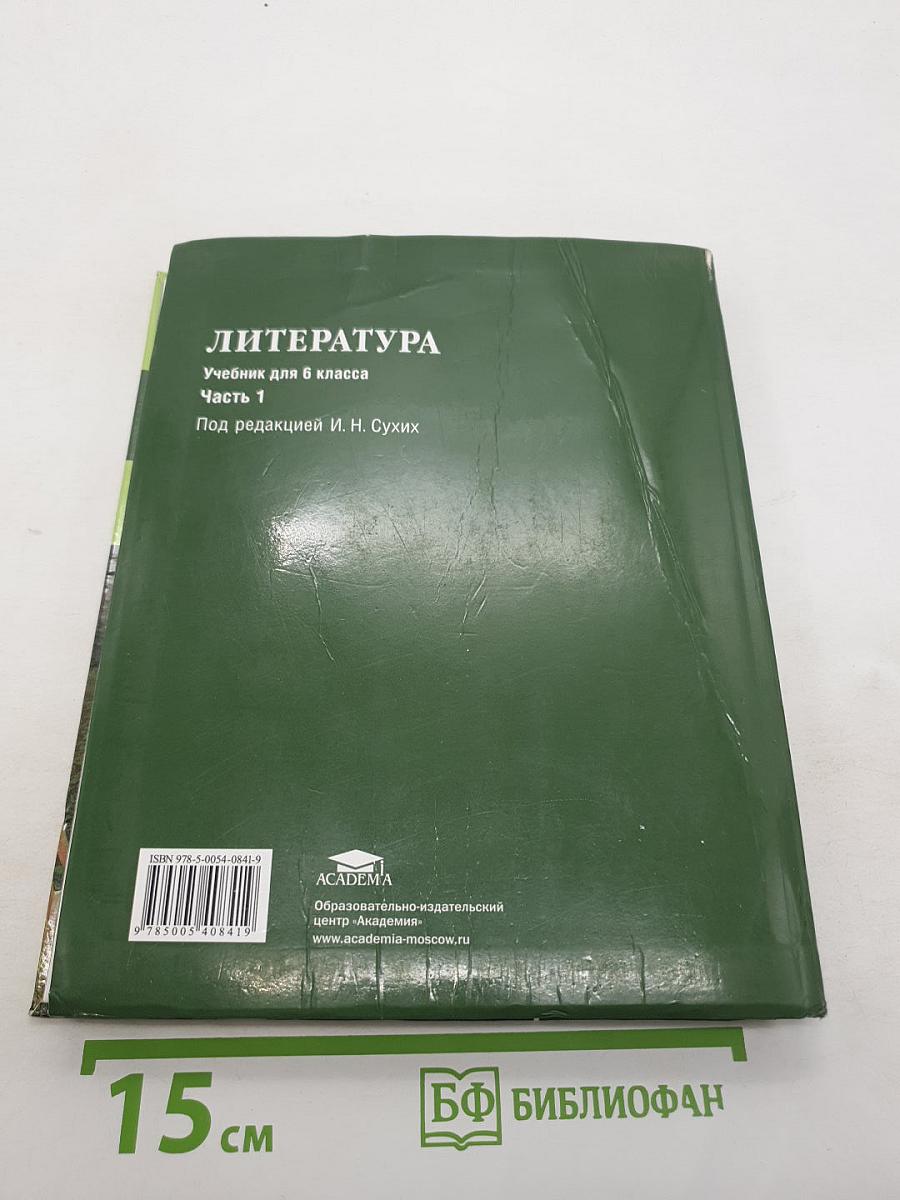 ЛИТЕРАТУРА
Учебник для 6 класса
Часть 1
Под редакцией И. Н. Сухих
ISBN 978-5-0054-0841-9
9 785005 408419
ACADEMIA
Образовательно-издательский
центр «Академия»
www.academia-moscow.ru
15 см
БФ БИБЛИОФАН